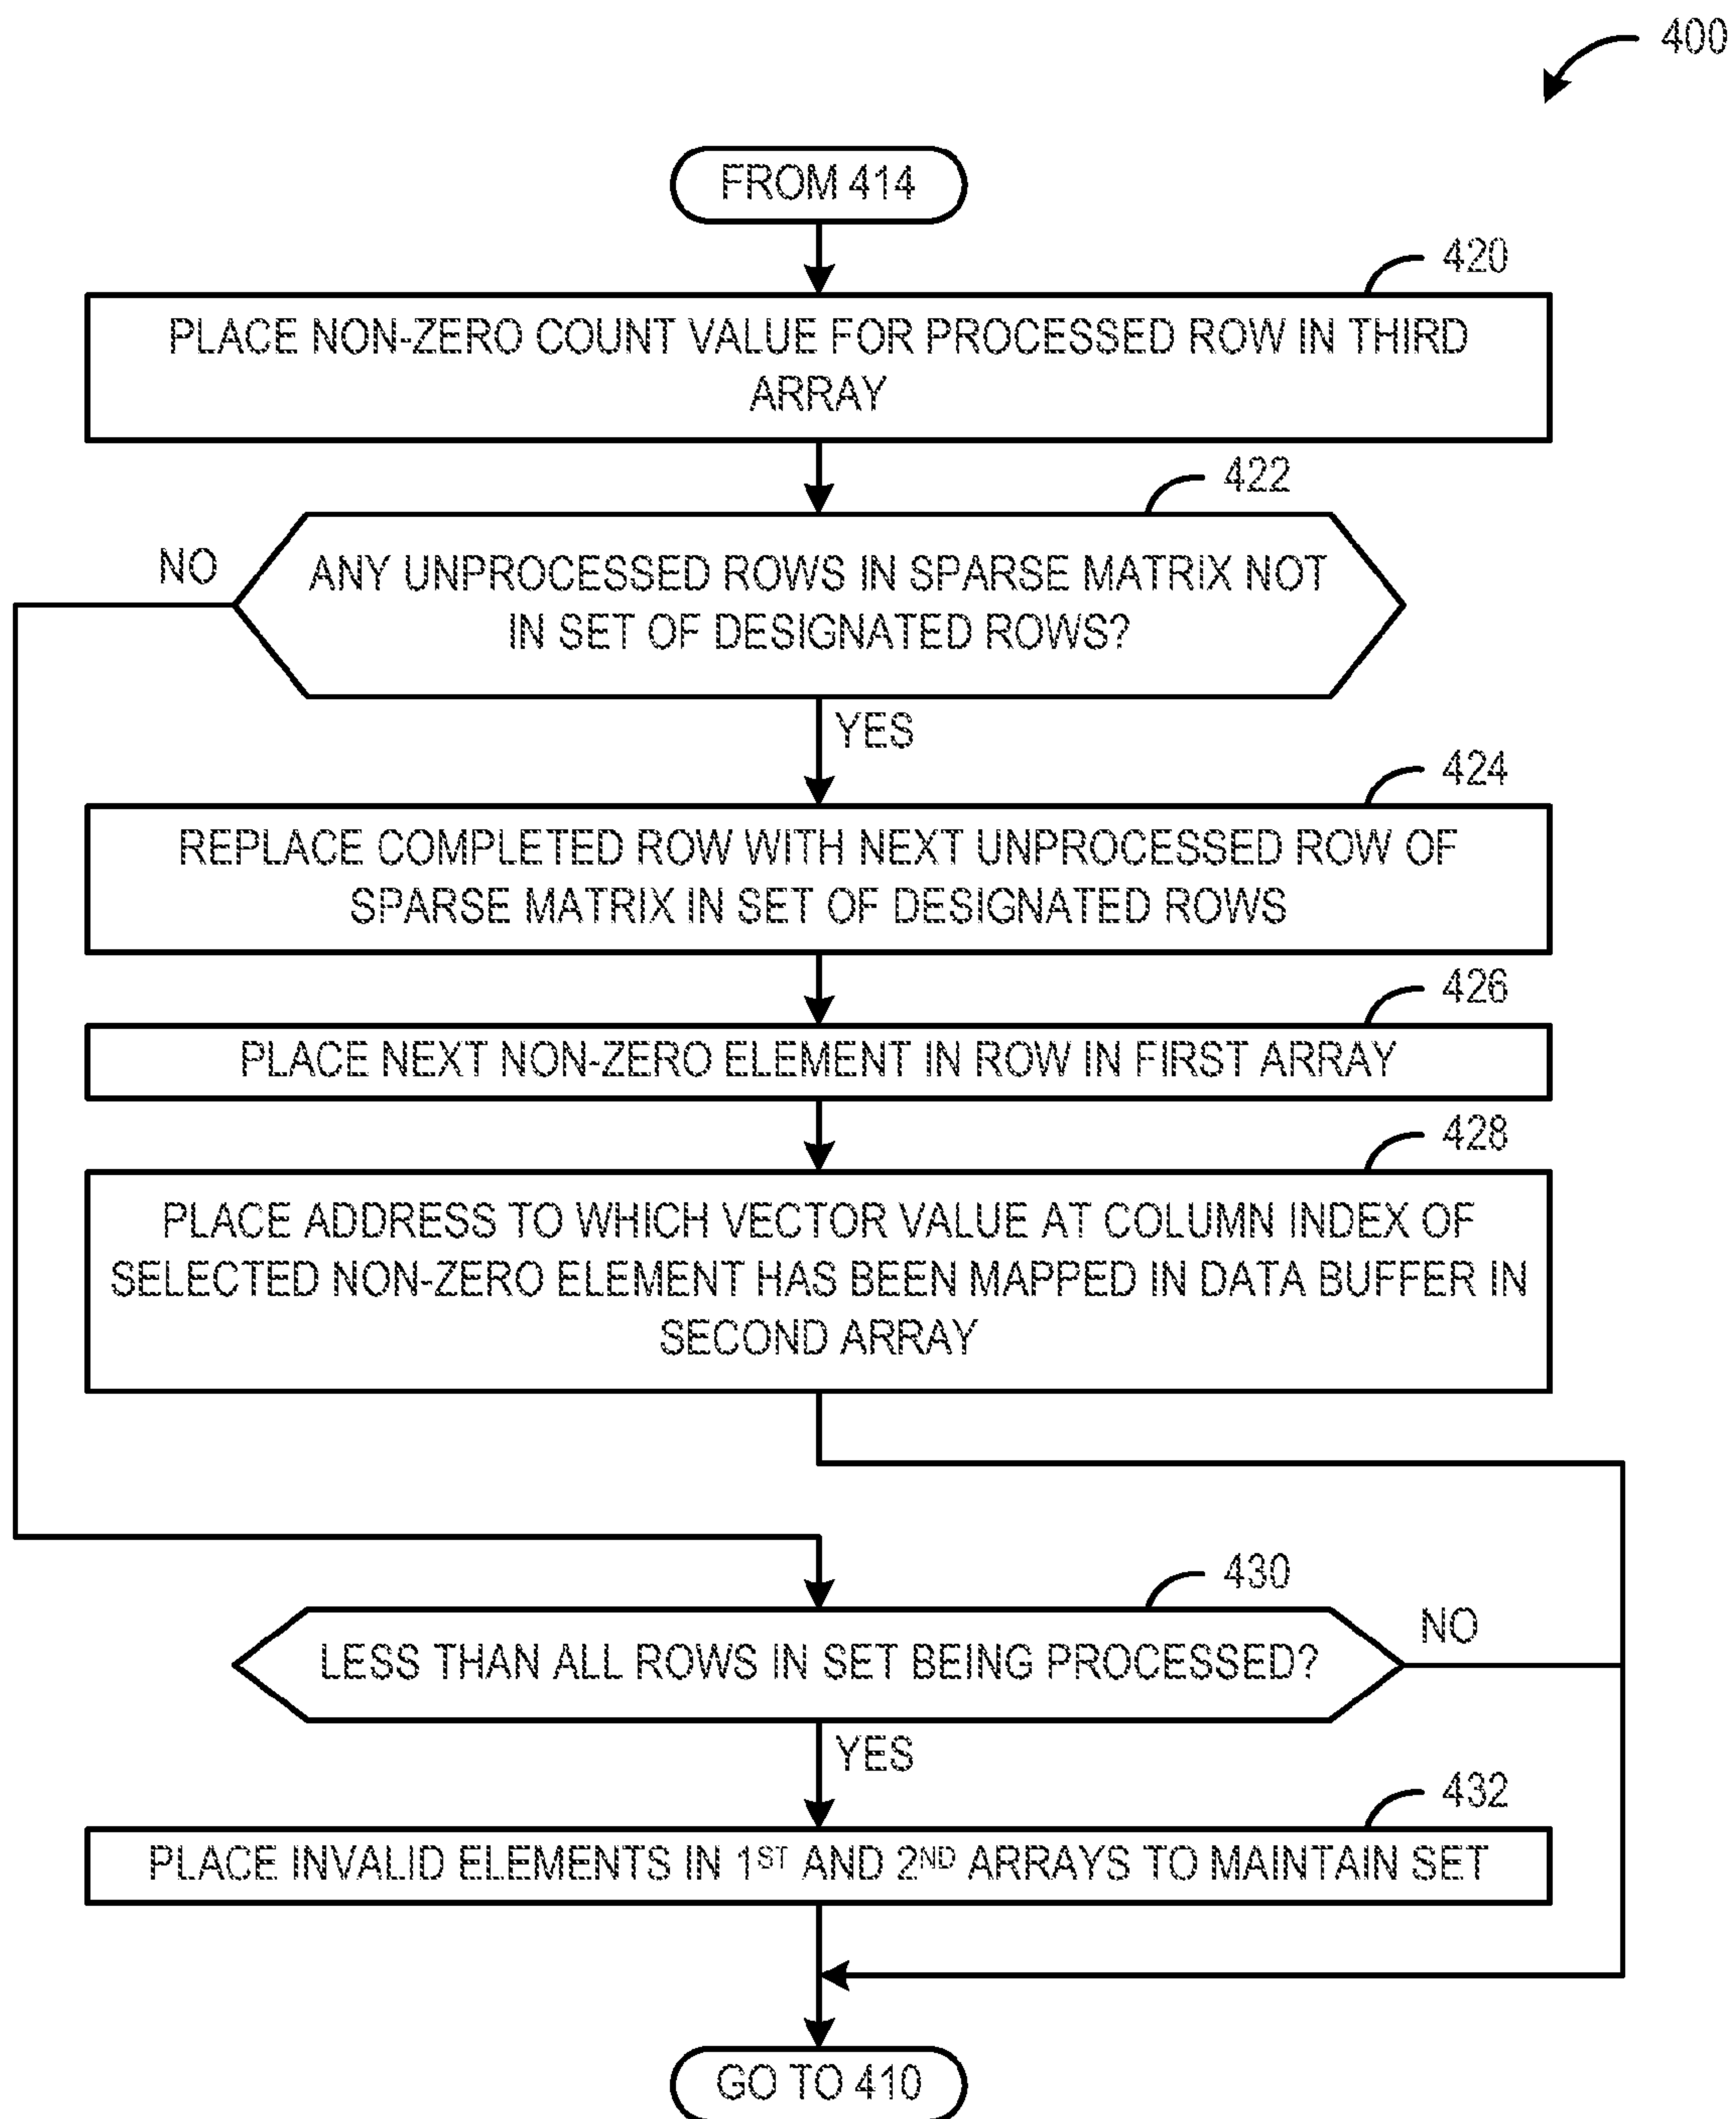 400
FROM 414
420
PLACE NON-ZERO COUNT VALUE FOR PROCESSED ROW IN THIRD
ARRAY
422
NO
ANY UNPROCESSED ROWS IN SPARSE MATRIX NOT
IN SET OF DESIGNATED ROWS?
YES
424
REPLACE COMPLETED ROW WITH NEXT UNPROCESSED ROW OF
SPARSE MATRIX IN SET OF DESIGNATED ROWS
426
PLACE NEXT NON-ZERO ELEMENT IN ROW IN FIRST ARRAY
428
PLACE ADDRESS TO WHICH VECTOR VALUE AT COLUMN INDEX OF
SELECTED NON-ZERO ELEMENT HAS BEEN MAPPED IN DATA BUFFER IN
SECOND ARRAY
430
LESS THAN ALL ROWS IN SET BEING PROCESSED?
NO
YES
432
PLACE INVALID ELEMENTS IN 1ST AND 2ND ARRAYS TO MAINTAIN SET
GO TO 410